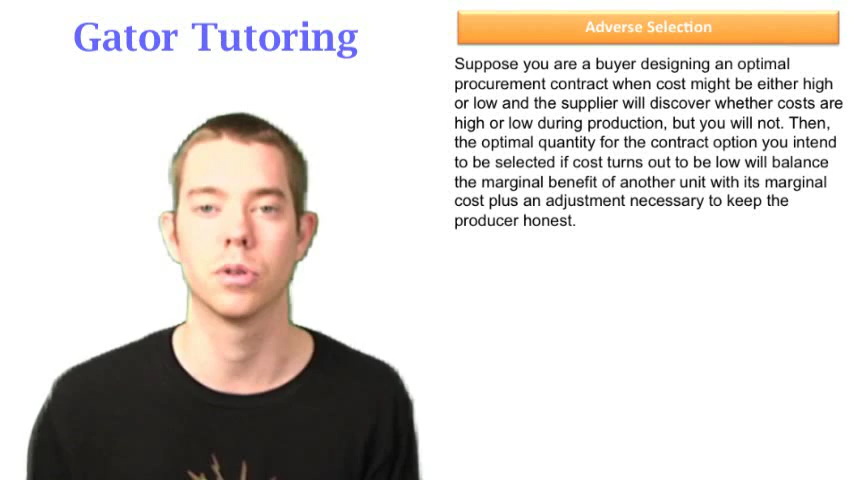 Gator Tutoring
Adverse Selection
Suppose you are a buyer designing an optimal
procurement contract when cost might be either high
or low and the supplier will discover whether costs are
high or low during production, but you will not. Then,
the optimal quantity for the contract option you intend
to be selected if cost turns out to be low will balance
the marginal benefit of another unit with its marginal
cost plus an adjustment necessary to keep the
producer honest.